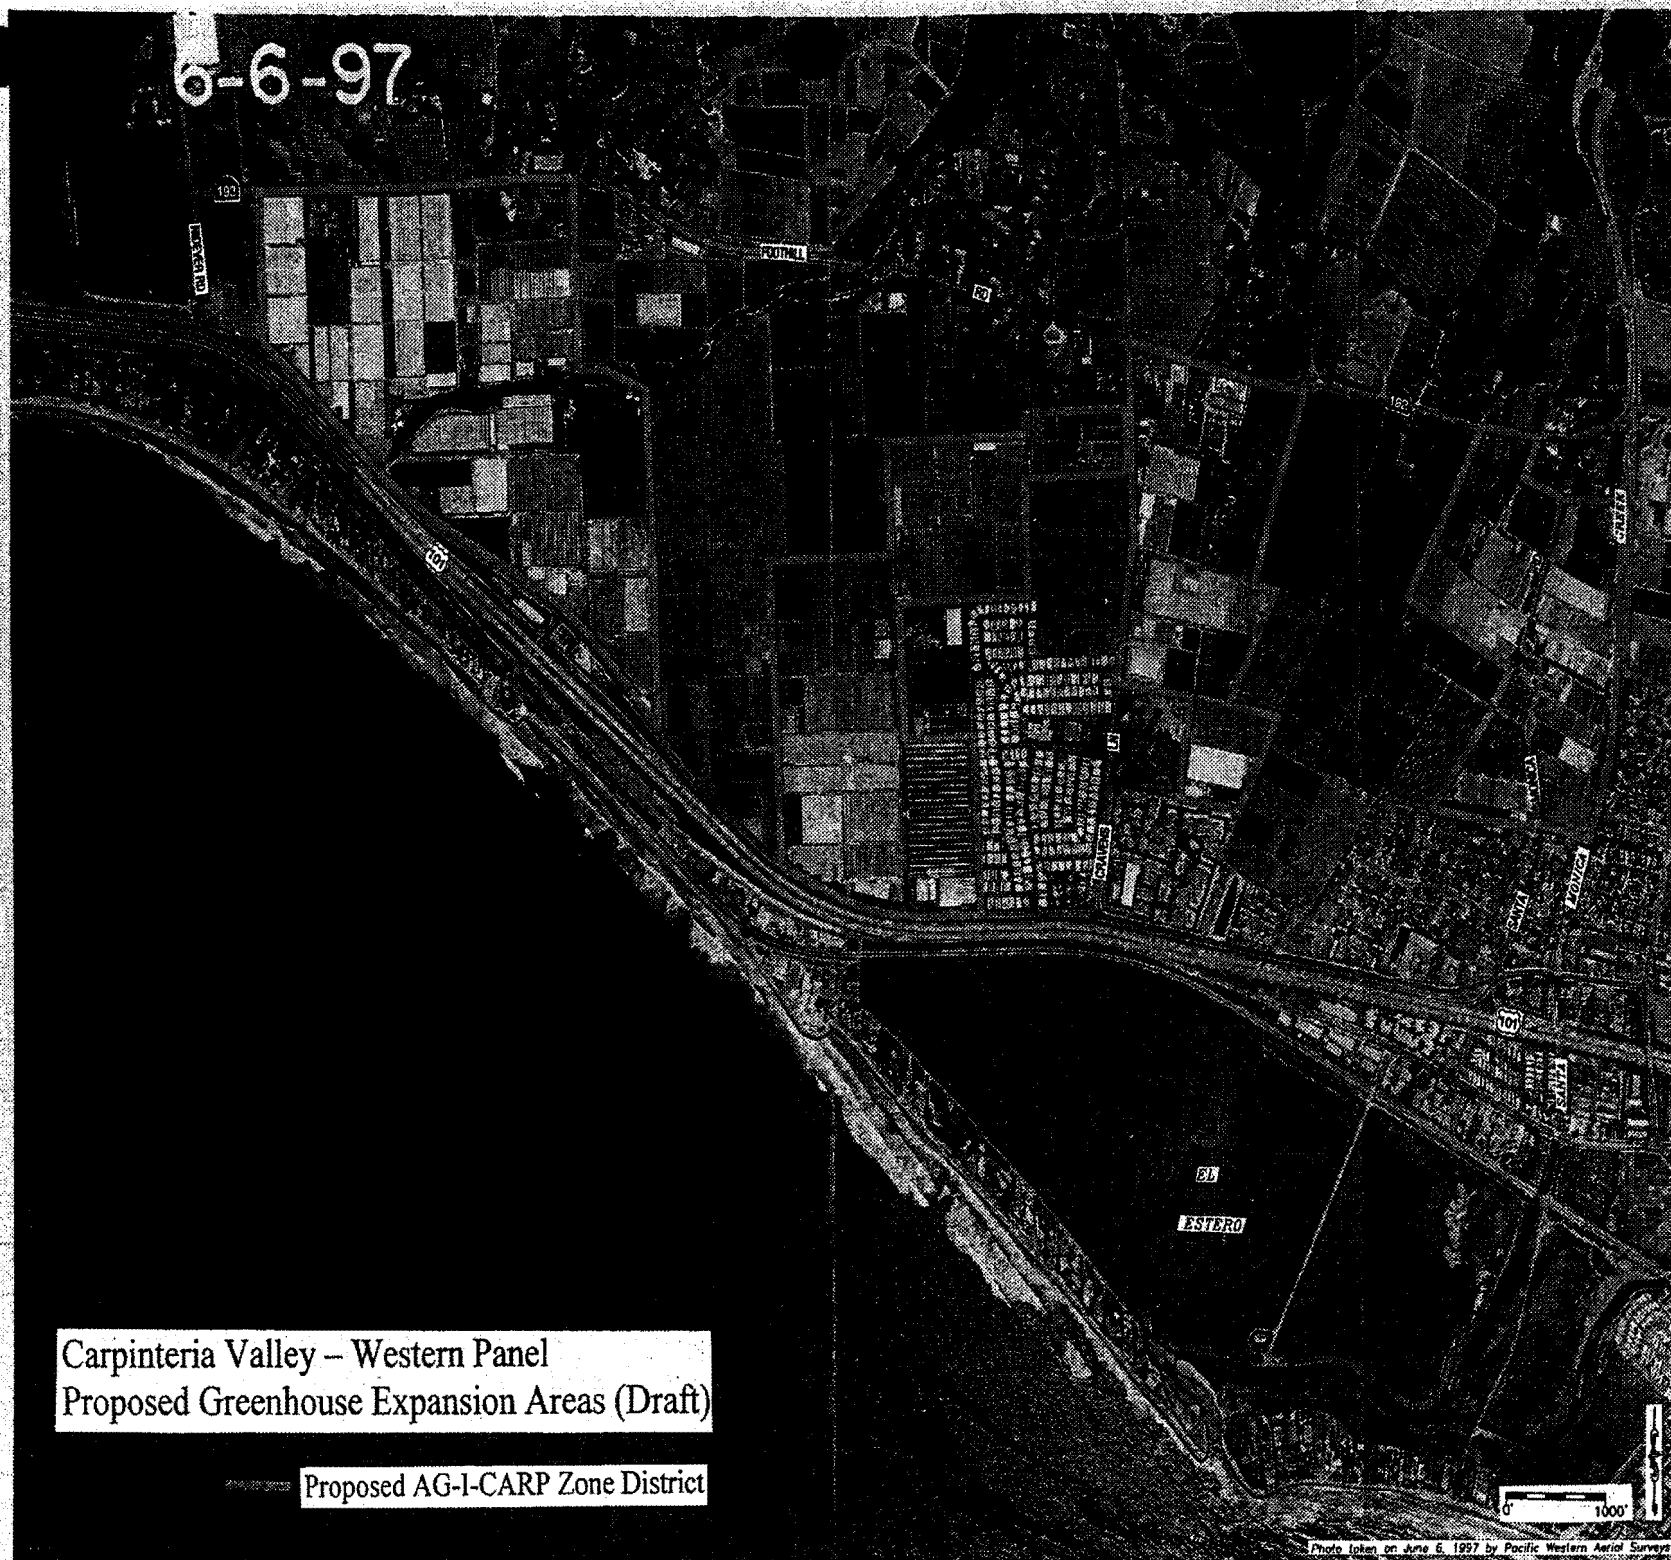 6-6-97
192
FOOTHILL
RD
192
101
LN
CRAVENS
SANTA
MONICA
101
SANTA
EL
ESTERO
Carpinteria Valley – Western Panel
Proposed Greenhouse Expansion Areas (Draft)
Proposed AG-I-CARP Zone District
0'
1000'
Photo taken on June 6, 1997 by Pacific Western Aerial Surveys